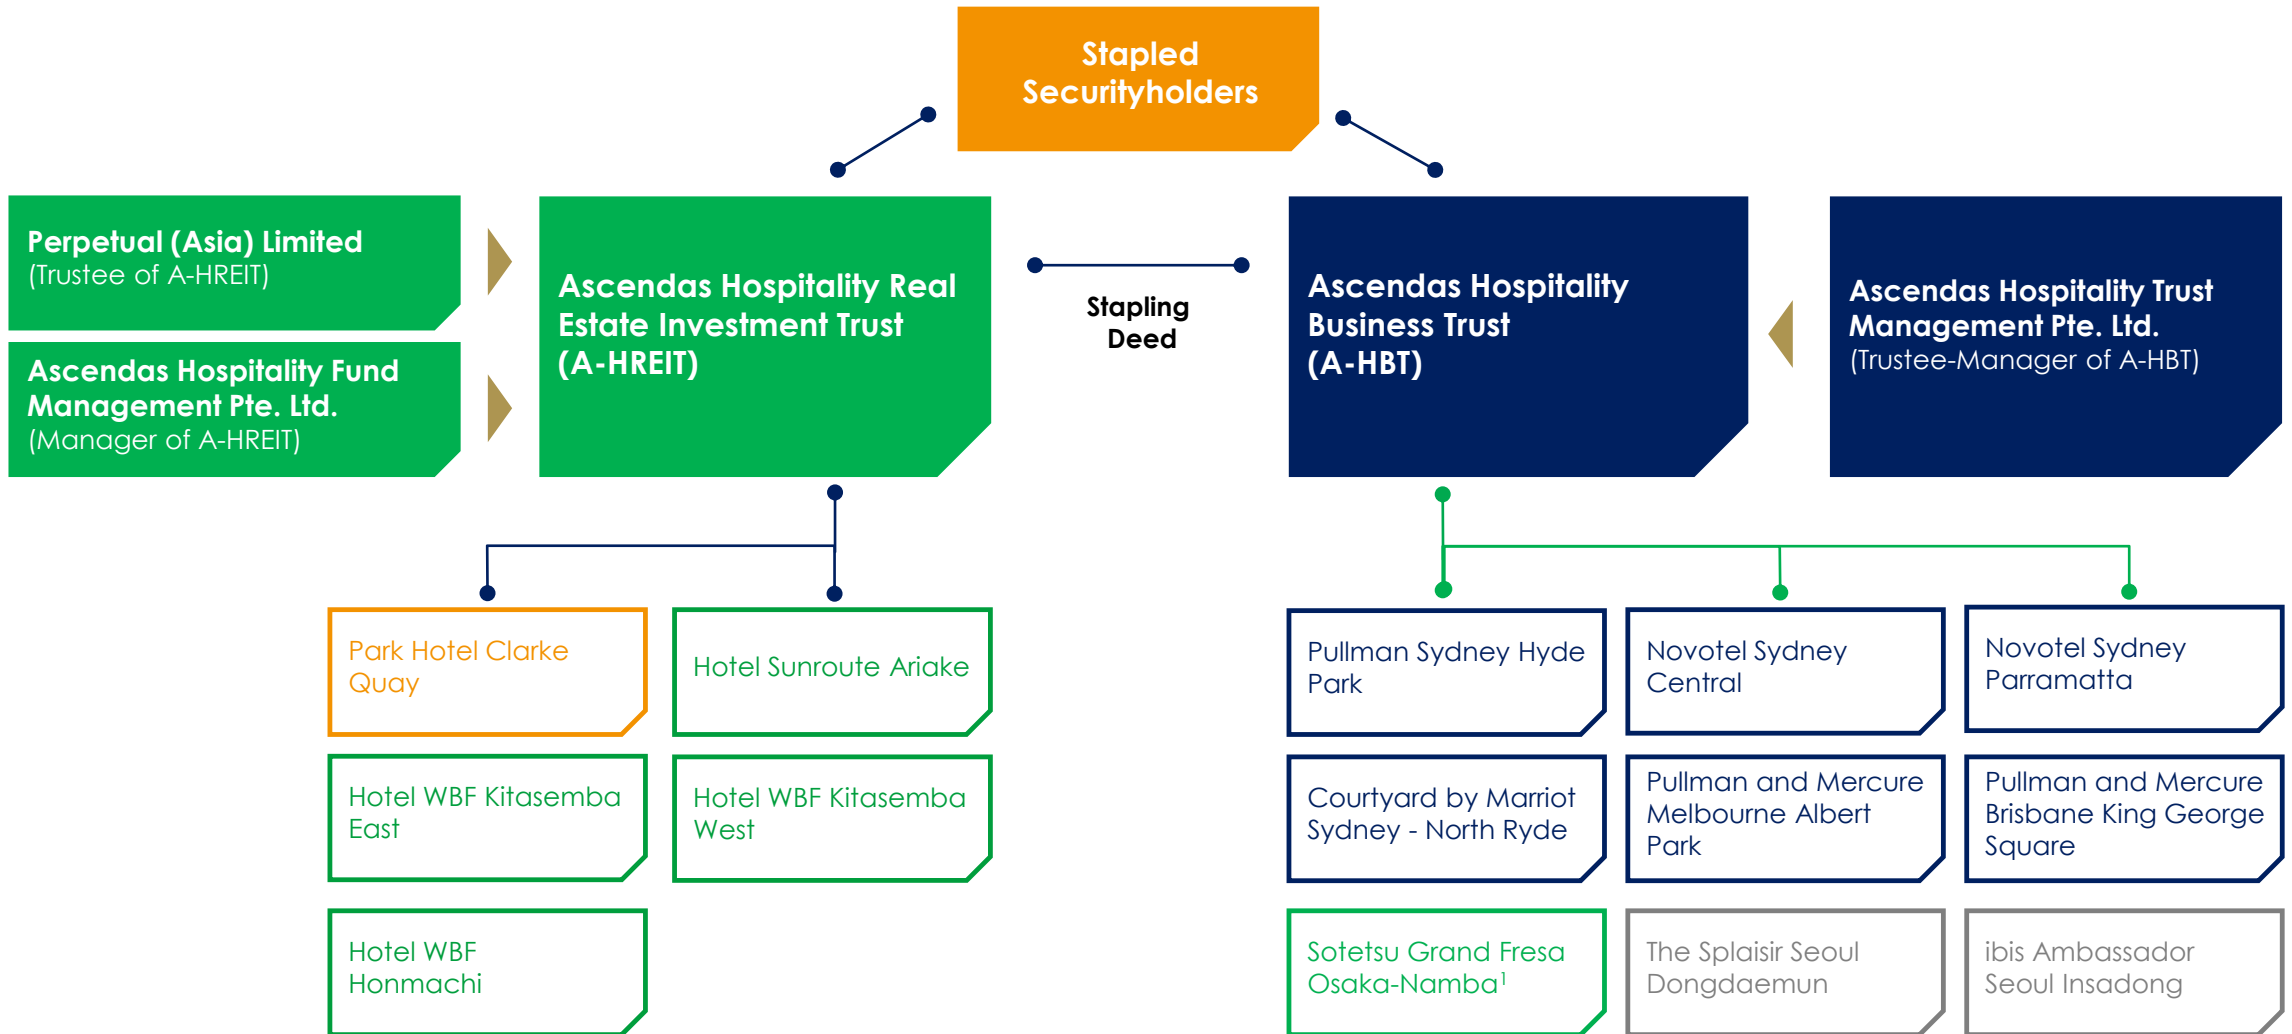 Stapled
Securityholders
Perpetual (Asia) Limited
(Trustee of A-HREIT)
Ascendas Hospitality Fund
Management Pte. Ltd.
(Manager of A-HREIT)
Ascendas Hospitality Real
Estate Investment Trust
(A-HREIT)
Stapling
Deed
Ascendas Hospitality
Business Trust
(A-HBT)
Ascendas Hospitality Trust
Management Pte. Ltd.
(Trustee-Manager of A-HBT)
Park Hotel Clarke
Quay
Hotel Sunroute Ariake
Hotel WBF Kitasemba
East
Hotel WBF Kitasemba
West
Hotel WBF
Honmachi
Pullman Sydney Hyde
Park
Novotel Sydney
Central
Novotel Sydney
Parramatta
Courtyard by Marriot
Sydney - North Ryde
Pullman and Mercure
Melbourne Albert
Park
Pullman and Mercure
Brisbane King George
Square
Sotetsu Grand Fresa
Osaka-Namba¹
The Splaisir Seoul
Dongdaemun
ibis Ambassador
Seoul Insadong